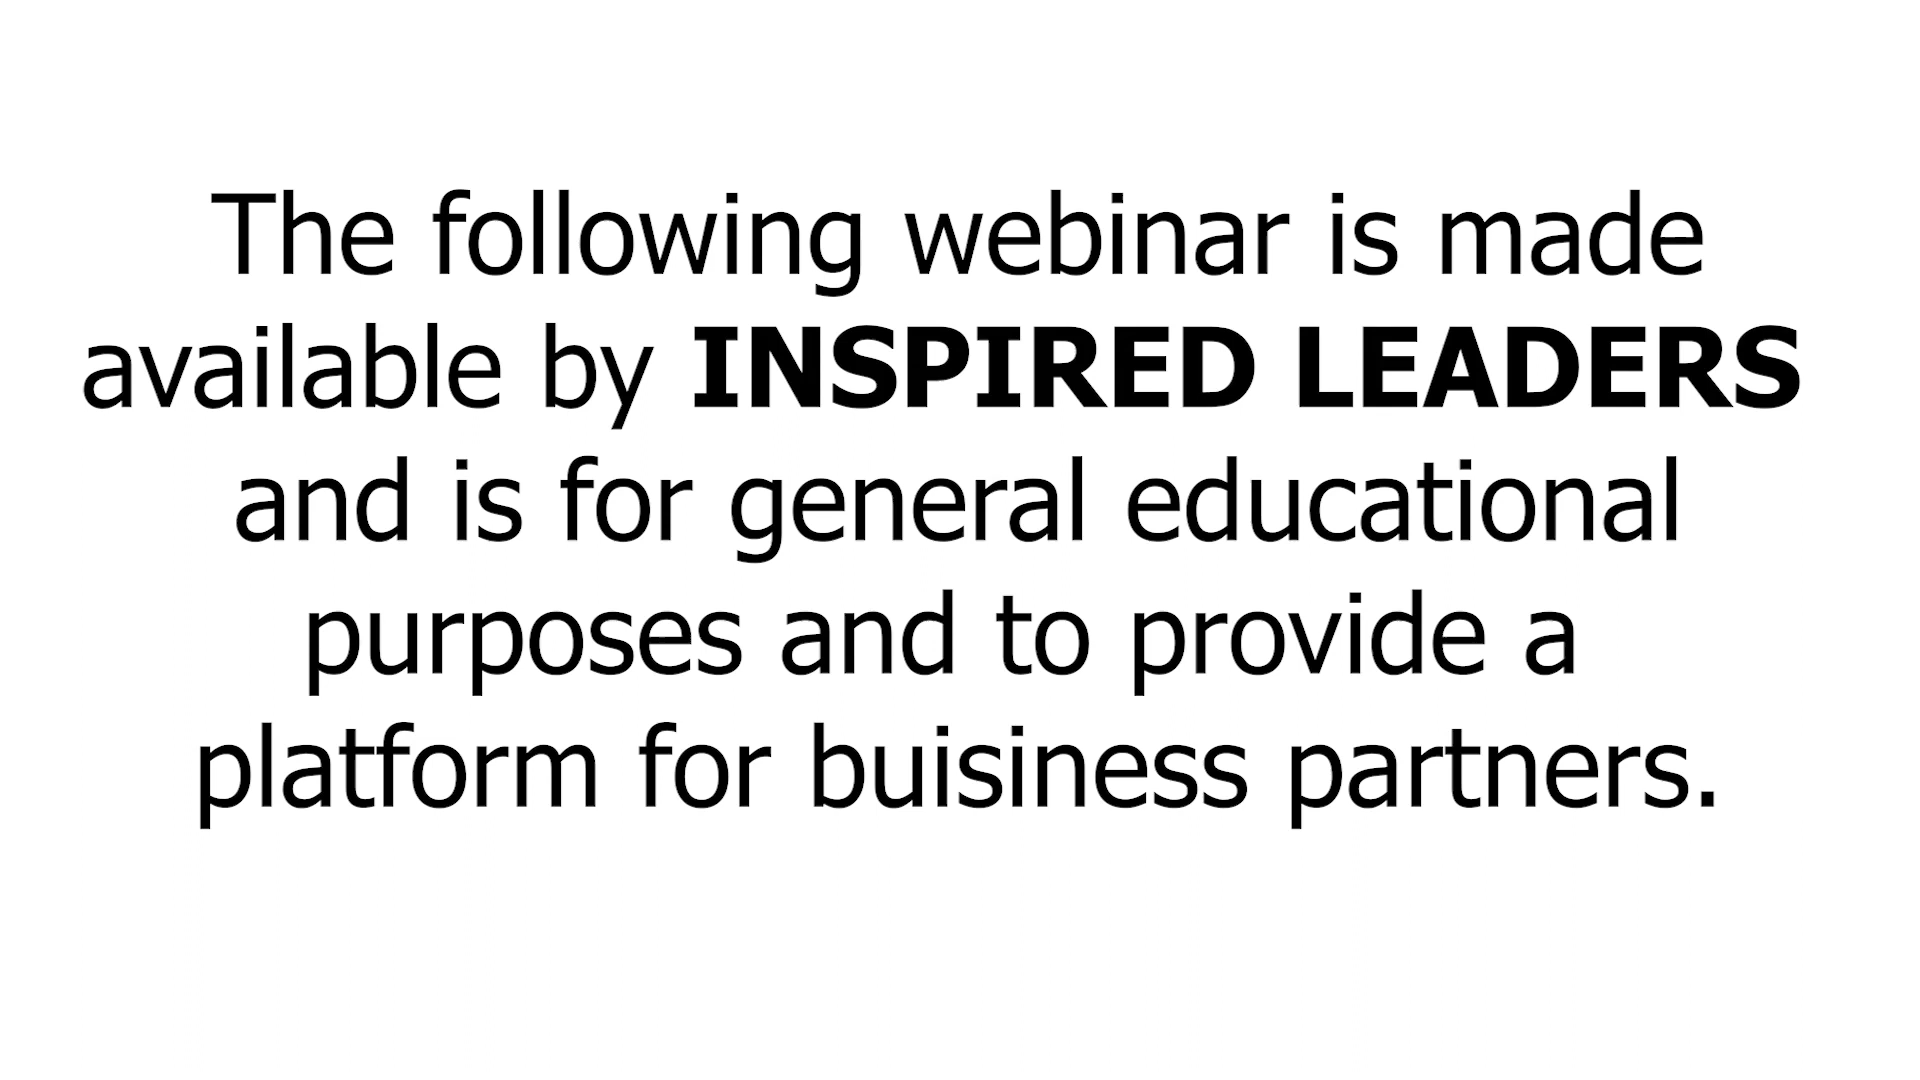 The following webinar is made
available by INSPIRED LEADERS
and is for general educational
purposes and to provide a
platform for buisiness partners.